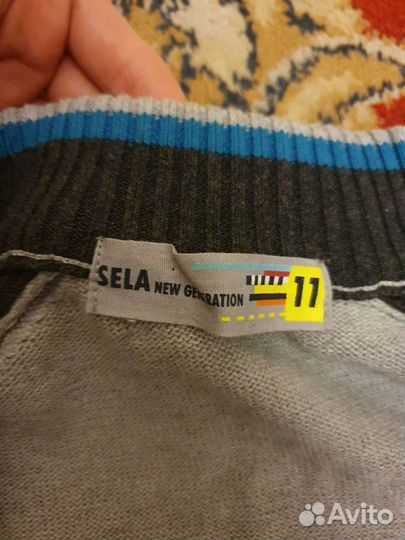 SELA NEW GENERATION 11
Avito